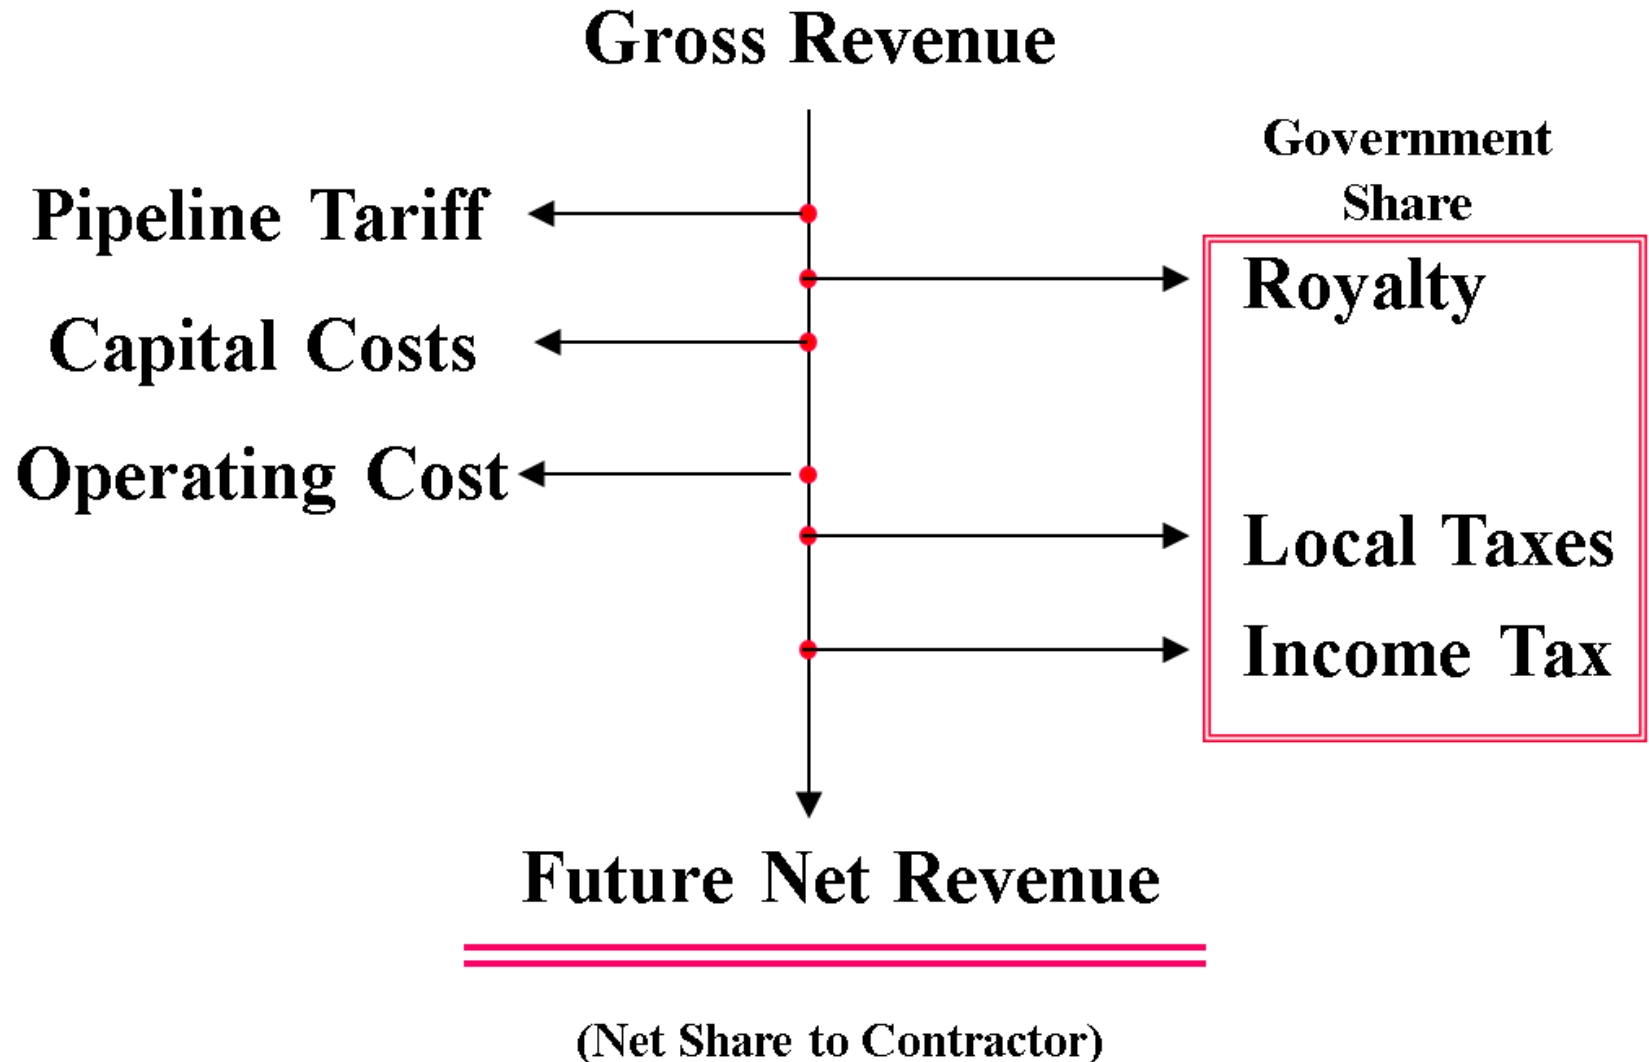 Gross Revenue
Government
Share
Pipeline Tariff
Royalty
Capital Costs
Operating Cost
Local Taxes
Income Tax
Future Net Revenue
(Net Share to Contractor)